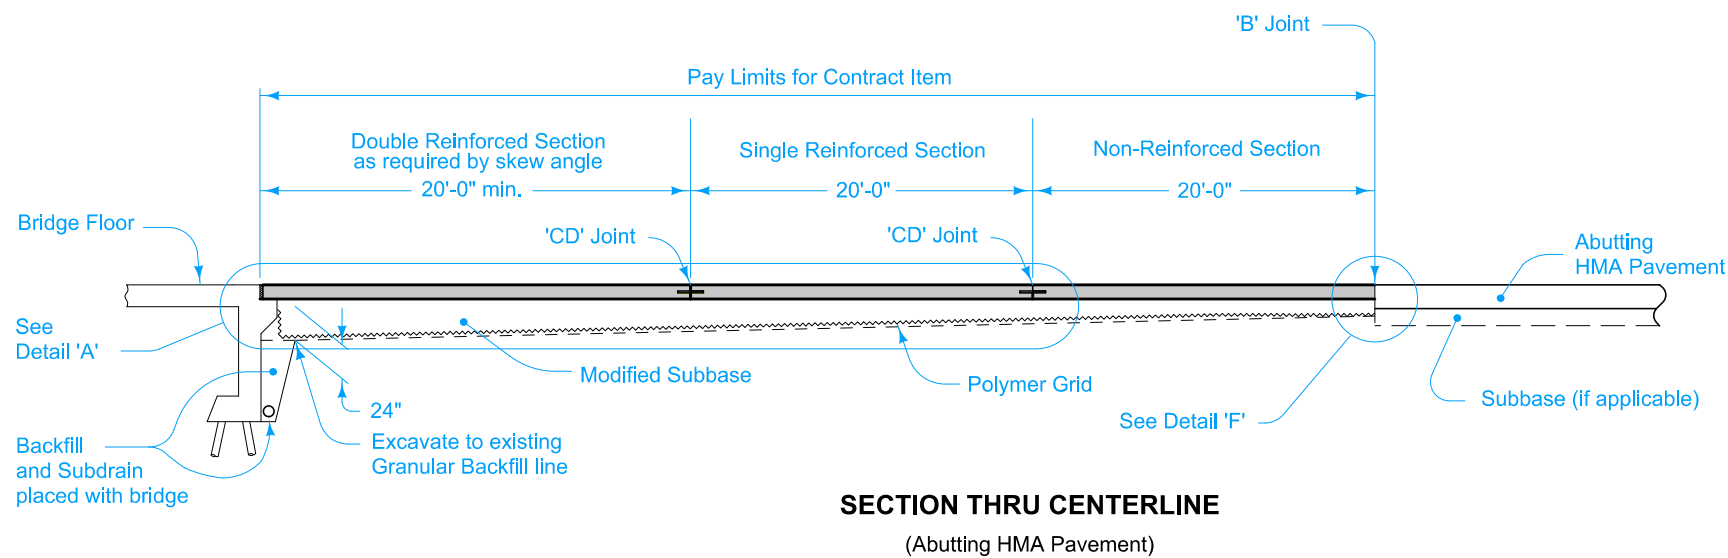 'B' Joint
Pay Limits for Contract Item
Double Reinforced Section
as required by skew angle
Single Reinforced Section
Non-Reinforced Section
20'-0" min.
20'-0"
20'-0"
Bridge Floor
'CD' Joint
'CD' Joint
Abutting
HMA Pavement
See
Detail 'A'
Modified Subbase
Polymer Grid
Subbase (if applicable)
24"
See Detail 'F'
Excavate to existing
Granular Backfill line
Backfill
and Subdrain
placed with bridge
SECTION THRU CENTERLINE
(Abutting HMA Pavement)